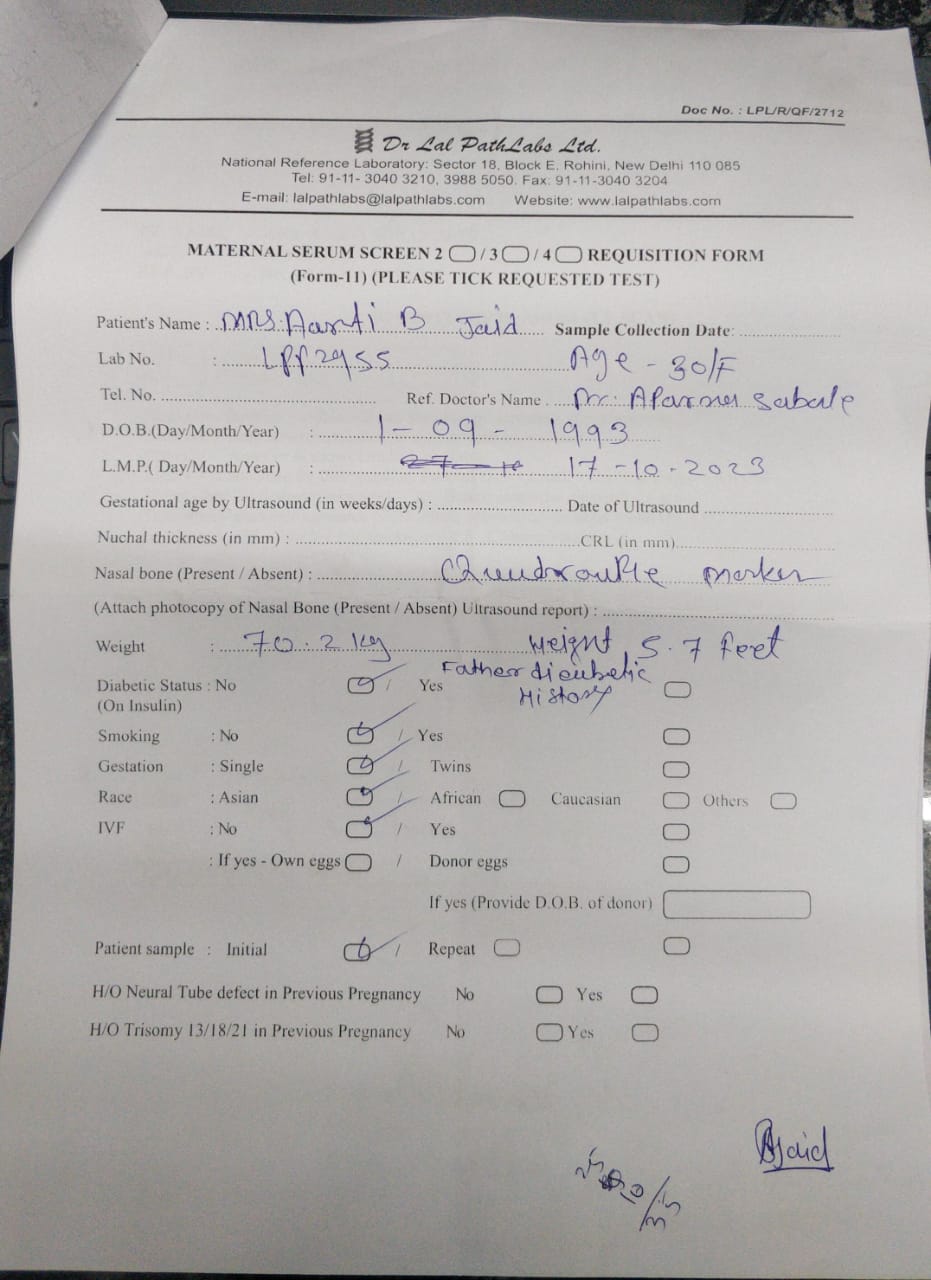 Doc No. : LPL/R/QF/2712
Dr Lal PathLabs Ltd.
National Reference Laboratory: Sector 18, Block E, Rohini, New Delhi 110 085
Tel: 91-11- 3040 3210, 3988 5050. Fax: 91-11-3040 3204
E-mail: lalpathlabs@lalpathlabs.com Website: www.lalpathlabs.com
MATERNAL SERUM SCREEN 2 / 3 / 4 REQUISITION FORM
(Form-11) (PLEASE TICK REQUESTED TEST)
Patient's Name : MRS. Aarti B Jaid Sample Collection Date:
Lab No. : LPP2955 Age - 30/F
Tel. No. Ref. Doctor's Name . Dr. Aparna Sabale
D.O.B.(Day/Month/Year) : 1 - 09 - 1993
L.M.P.( Day/Month/Year) : 17 - 10 - 2023
Gestational age by Ultrasound (in weeks/days) : Date of Ultrasound
Nuchal thickness (in mm) : CRL (in mm)
Nasal bone (Present / Absent) : marker
(Attach photocopy of Nasal Bone (Present / Absent) Ultrasound report) :
Weight : 70.2 Kg Height 5.7 feet
Diabetic Status : No / Yes Father dieubetic
(On Insulin) History
Smoking : No / Yes
Gestation : Single / Twins
Race : Asian / African Caucasian Others
IVF : No / Yes
: If yes - Own eggs / Donor eggs
If yes (Provide D.O.B. of donor)
Patient sample : Initial / Repeat
H/O Neural Tube defect in Previous Pregnancy No Yes
H/O Trisomy 13/18/21 in Previous Pregnancy No Yes
Ajaid